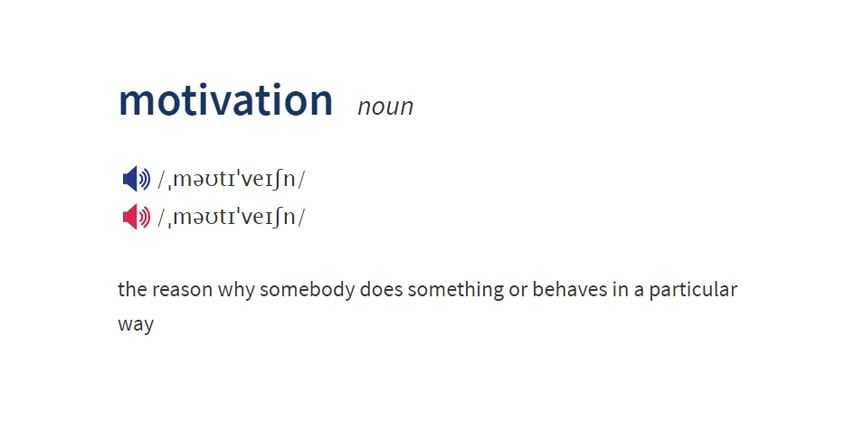 motivation noun
/ˌməʊtɪˈveɪʃn/
/ˌməʊtɪˈveɪʃn/
the reason why somebody does something or behaves in a particular
way